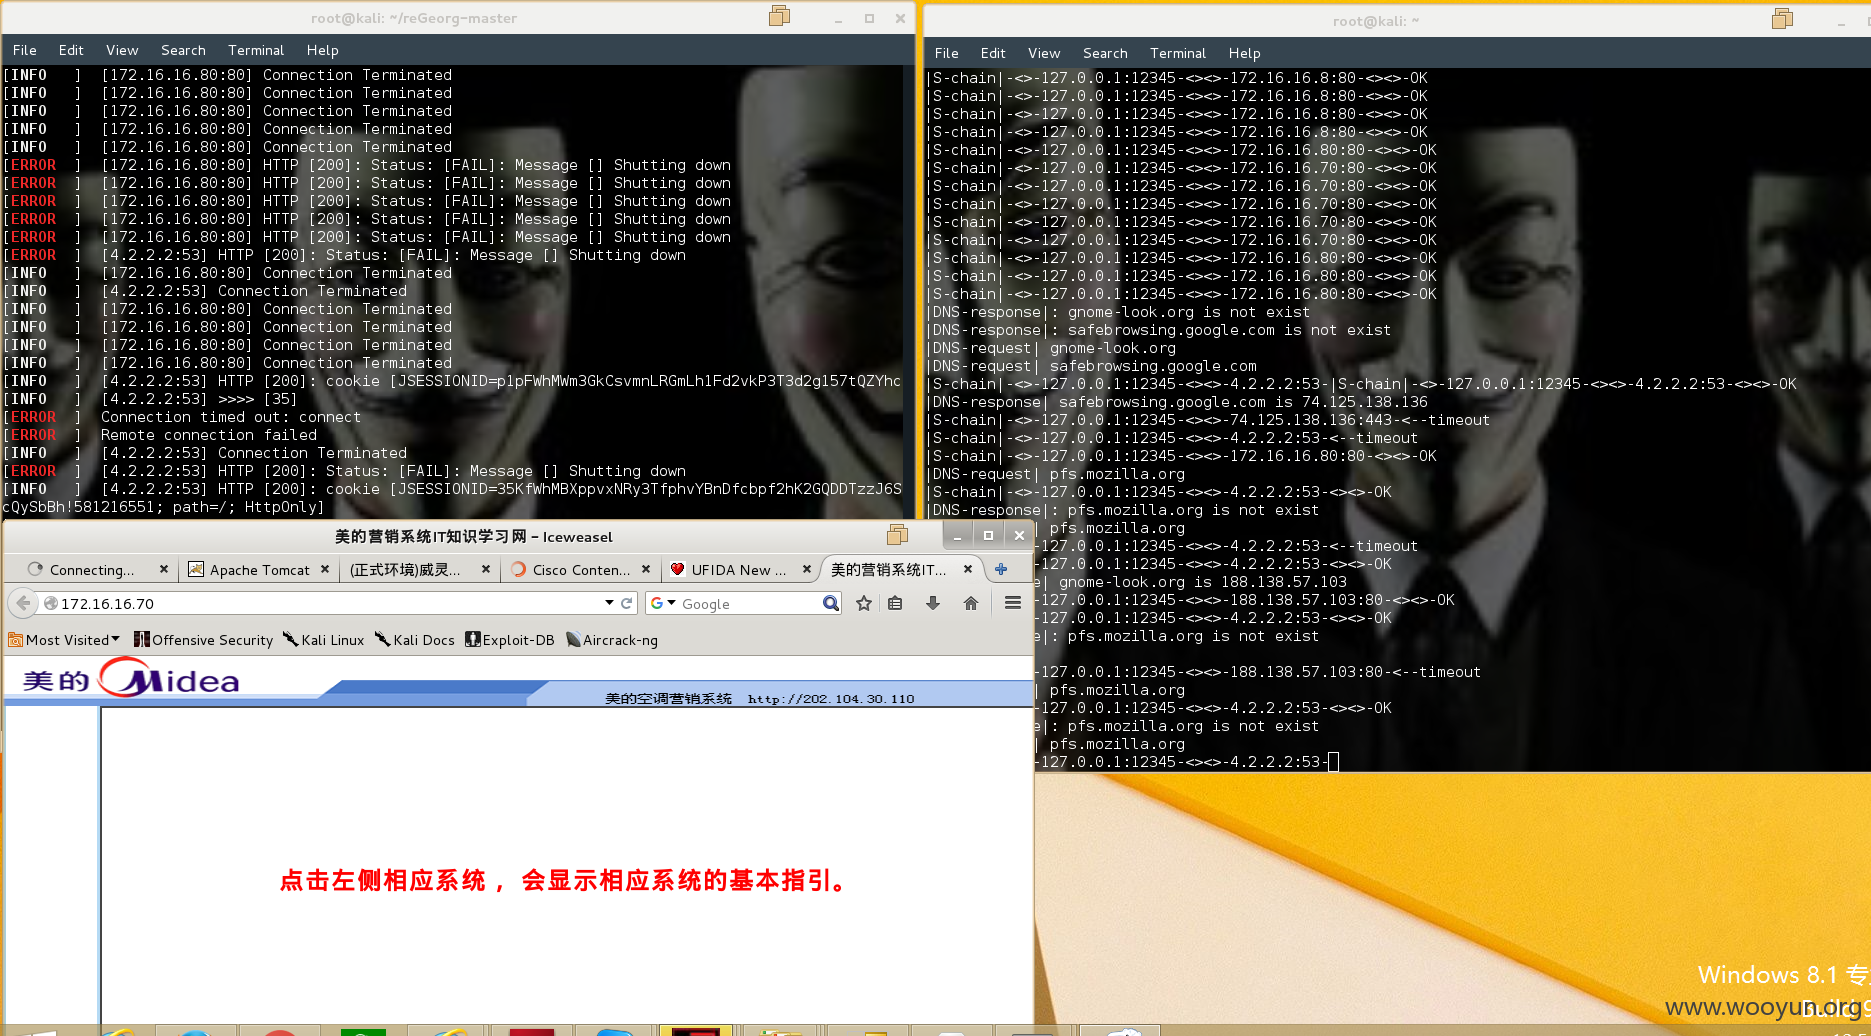 root@kali: ~/reGeorg-master
File Edit View Search Terminal Help
[INFO ] [172.16.16.80:80] Connection Terminated
[INFO ] [172.16.16.80:80] Connection Terminated
[INFO ] [172.16.16.80:80] Connection Terminated
[INFO ] [172.16.16.80:80] Connection Terminated
[INFO ] [172.16.16.80:80] Connection Terminated
[ERROR ] [172.16.16.80:80] HTTP [200]: Status: [FAIL]: Message [] Shutting down
[ERROR ] [172.16.16.80:80] HTTP [200]: Status: [FAIL]: Message [] Shutting down
[ERROR ] [172.16.16.80:80] HTTP [200]: Status: [FAIL]: Message [] Shutting down
[ERROR ] [172.16.16.80:80] HTTP [200]: Status: [FAIL]: Message [] Shutting down
[ERROR ] [172.16.16.80:80] HTTP [200]: Status: [FAIL]: Message [] Shutting down
[ERROR ] [4.2.2.2:53] HTTP [200]: Status: [FAIL]: Message [] Shutting down
[INFO ] [172.16.16.80:80] Connection Terminated
[INFO ] [4.2.2.2:53] Connection Terminated
[INFO ] [172.16.16.80:80] Connection Terminated
[INFO ] [172.16.16.80:80] Connection Terminated
[INFO ] [172.16.16.80:80] Connection Terminated
[INFO ] [172.16.16.80:80] Connection Terminated
[INFO ] [4.2.2.2:53] HTTP [200]: cookie [JSESSIONID=p1pFWhMWm3GkCsvmnLRGmLh1Fd2vkP3T3d2g157tQZYhc
[INFO ] [4.2.2.2:53] >>>> [35]
[ERROR ] Connection timed out: connect
[ERROR ] Remote connection failed
[INFO ] [4.2.2.2:53] Connection Terminated
[ERROR ] [4.2.2.2:53] HTTP [200]: Status: [FAIL]: Message [] Shutting down
[INFO ] [4.2.2.2:53] HTTP [200]: cookie [JSESSIONID=35KfWhMBXppvxNRy3TfphvYBnDfcbpf2hK2GQDDTzzJ6S
cQySbBh!581216551; path=/; HttpOnly]
root@kali: ~
File Edit View Search Terminal Help
|S-chain|-<>-127.0.0.1:12345-<><>-172.16.16.8:80-<><>-OK
|S-chain|-<>-127.0.0.1:12345-<><>-172.16.16.8:80-<><>-OK
|S-chain|-<>-127.0.0.1:12345-<><>-172.16.16.8:80-<><>-OK
|S-chain|-<>-127.0.0.1:12345-<><>-172.16.16.8:80-<><>-OK
|S-chain|-<>-127.0.0.1:12345-<><>-172.16.16.80:80-<><>-OK
|S-chain|-<>-127.0.0.1:12345-<><>-172.16.16.70:80-<><>-OK
|S-chain|-<>-127.0.0.1:12345-<><>-172.16.16.70:80-<><>-OK
|S-chain|-<>-127.0.0.1:12345-<><>-172.16.16.70:80-<><>-OK
|S-chain|-<>-127.0.0.1:12345-<><>-172.16.16.70:80-<><>-OK
|S-chain|-<>-127.0.0.1:12345-<><>-172.16.16.70:80-<><>-OK
|S-chain|-<>-127.0.0.1:12345-<><>-172.16.16.80:80-<><>-OK
|S-chain|-<>-127.0.0.1:12345-<><>-172.16.16.80:80-<><>-OK
|S-chain|-<>-127.0.0.1:12345-<><>-172.16.16.80:80-<><>-OK
|DNS-response|: gnome-look.org is not exist
|DNS-response|: safebrowsing.google.com is not exist
|DNS-request| gnome-look.org
|DNS-request| safebrowsing.google.com
|S-chain|-<>-127.0.0.1:12345-<><>-4.2.2.2:53-|S-chain|-<>-127.0.0.1:12345-<><>-4.2.2.2:53-<><>-OK
|DNS-response| safebrowsing.google.com is 74.125.138.136
|S-chain|-<>-127.0.0.1:12345-<><>-74.125.138.136:443-<--timeout
|S-chain|-<>-127.0.0.1:12345-<><>-4.2.2.2:53-<--timeout
|S-chain|-<>-127.0.0.1:12345-<><>-172.16.16.80:80-<><>-OK
|DNS-request| pfs.mozilla.org
|S-chain|-<>-127.0.0.1:12345-<><>-4.2.2.2:53-<><>-OK
|DNS-response|: pfs.mozilla.org is not exist
| pfs.mozilla.org
-127.0.0.1:12345-<><>-4.2.2.2:53-<--timeout
-127.0.0.1:12345-<><>-4.2.2.2:53-<><>-OK
e| gnome-look.org is 188.138.57.103
-127.0.0.1:12345-<><>-188.138.57.103:80-<><>-OK
-127.0.0.1:12345-<><>-4.2.2.2:53-<><>-OK
e|: pfs.mozilla.org is not exist
-127.0.0.1:12345-<><>-188.138.57.103:80-<--timeout
| pfs.mozilla.org
-127.0.0.1:12345-<><>-4.2.2.2:53-<><>-OK
e|: pfs.mozilla.org is not exist
| pfs.mozilla.org
-127.0.0.1:12345-<><>-4.2.2.2:53-
美的营销系统IT知识学习网 - Iceweasel
Connecting... Apache Tomcat (正式环境)威灵... Cisco Conten... UFIDA New ... 美的营销系统IT...
172.16.16.70 Google
Most Visited Offensive Security Kali Linux Kali Docs Exploit-DB Aircrack-ng
美的 Midea
美的空调营销系统 http://202.104.30.110
点击左侧相应系统，会显示相应系统的基本指引。
Windows 8.1 专
www.wooyun.org